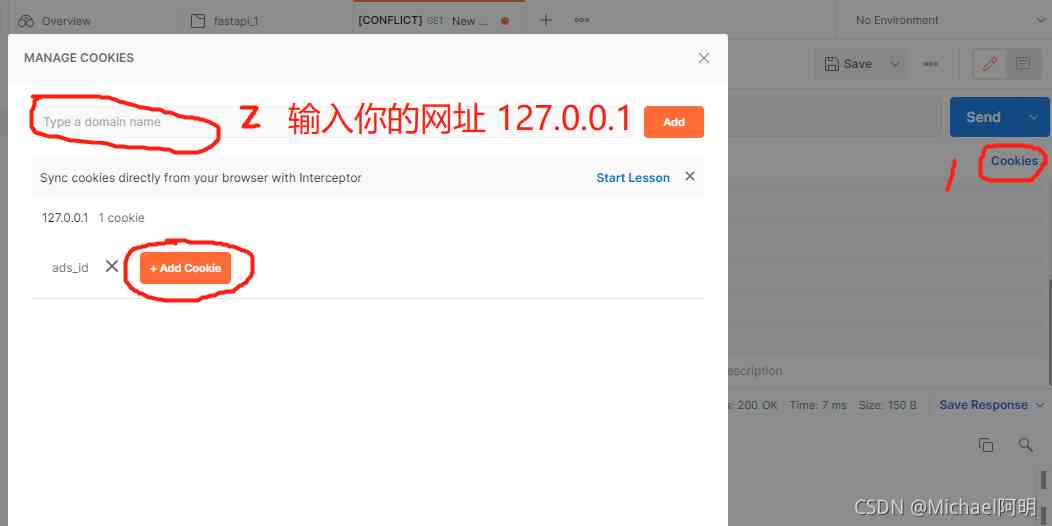 Overview
fastapi_1
[CONFLICT] GET New ...
No Environment
MANAGE COOKIES
Save
Type a domain name
2 输入你的网址 127.0.0.1
Add
Send
1
Cookies
Sync cookies directly from your browser with Interceptor
Start Lesson
127.0.0.1 1 cookie
ads_id
+ Add Cookie
escription
s: 200 OK Time: 7 ms Size: 150 B
Save Response
CSDN @Michael阿明